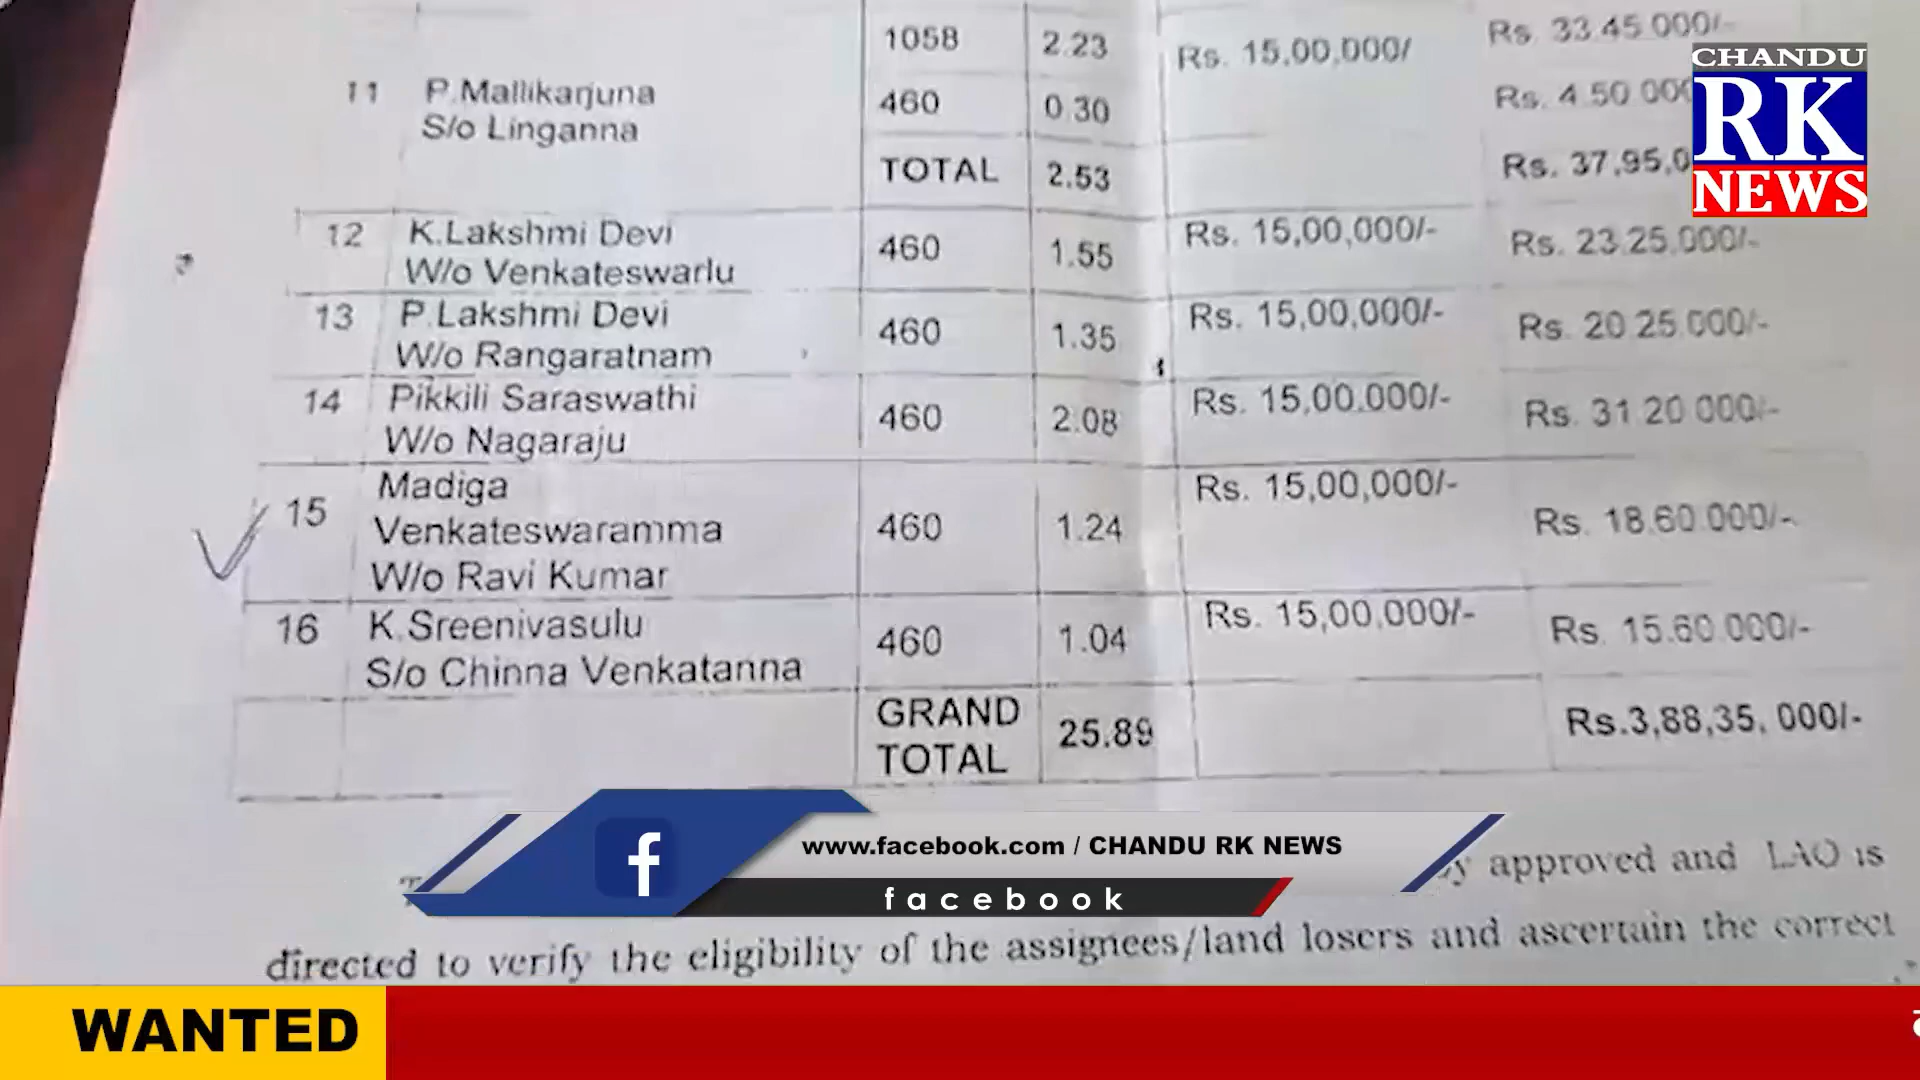 1058 2.23 Rs. 15,00,000/ Rs. 33.45.000/-
11 P.Mallikarjuna 460 0.30 Rs. 4.50
S/o Linganna
TOTAL 2.53 Rs. 37,95,0
12 K.Lakshmi Devi 460 1.55 Rs. 15,00,000/- Rs. 23.25.000/-
W/o Venkateswarlu
13 P.Lakshmi Devi 460 1.35 Rs. 15,00,000/- Rs. 20 25.000/-
W/o Rangaratnam
14 Pikkili Saraswathi 460 2.08 Rs. 15,00,000/- Rs. 31 20 000/-
W/o Nagaraju
Madiga
15 Venkateswaramma 460 1.24 Rs. 15,00,000/- Rs. 18.60.000/-
W/o Ravi Kumar
16 K.Sreenivasulu 460 1.04 Rs. 15,00,000/- Rs. 15.60.000/-
S/o Chinna Venkatanna
GRAND 25.89 Rs.3,88,35, 000/-
TOTAL
approved and LAO is
directed to verify the eligibility of the assignees/land losers and ascertain the correct
CHANDU
RK
NEWS
www.facebook.com / CHANDU RK NEWS
facebook
WANTED